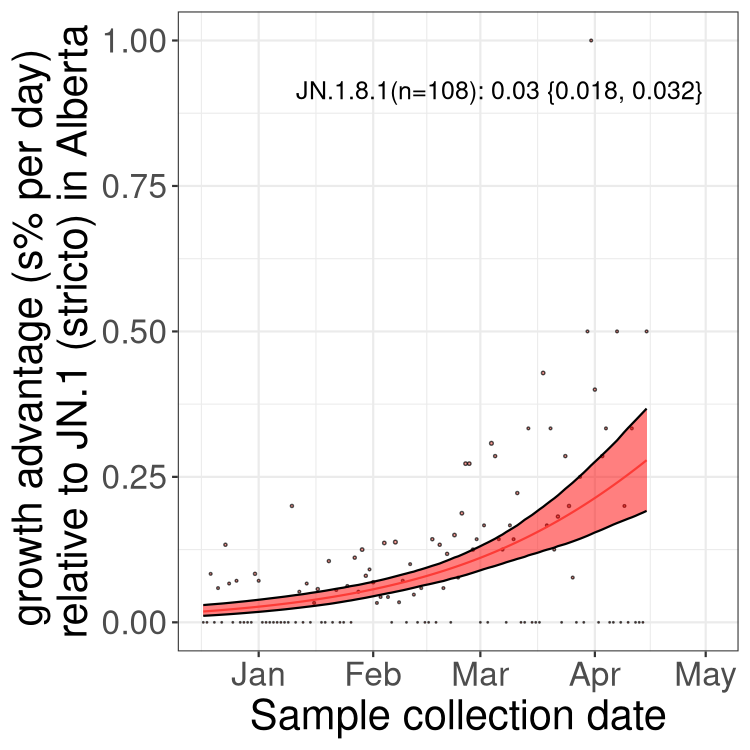 growth advantage (s% per day)
relative to JN.1 (stricto) in Alberta
1.00
0.75
0.50
0.25
0.00
JN.1.8.1(n=108): 0.03 {0.018, 0.032}
Jan Feb Mar Apr May
Sample collection date